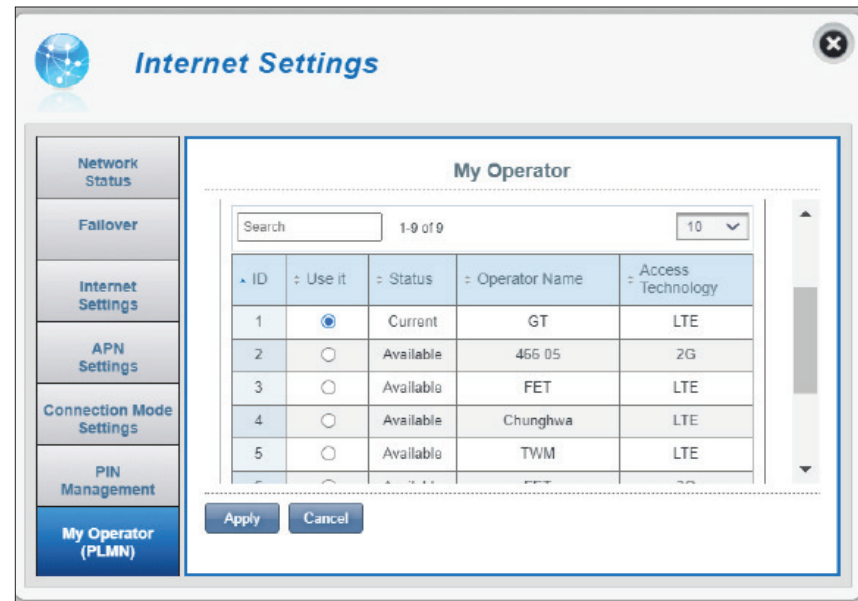 Internet Settings
Network
Status
Failover
Internet
Settings
APN
Settings
Connection Mode
Settings
PIN
Management
My Operator
(PLMN)
My Operator
Search 1-9 of 9 10
ID Use it Status Operator Name Access Technology
1 Current GT LTE
2 Available 466 05 2G
3 Available FET LTE
4 Available Chunghwa LTE
5 Available TWM LTE
Apply Cancel